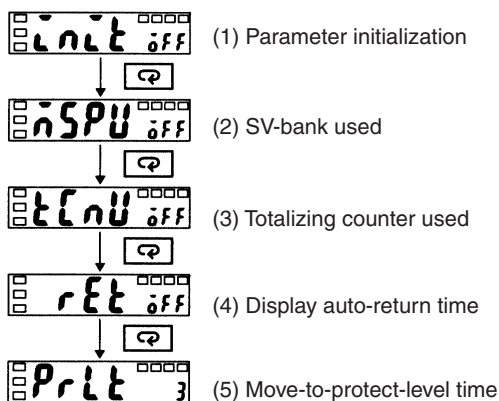 init oFF (1) Parameter initialization
mSPU oFF (2) SV-bank used
tCnU oFF (3) Totalizing counter used
rEt oFF (4) Display auto-return time
PrLt 3 (5) Move-to-protect-level time